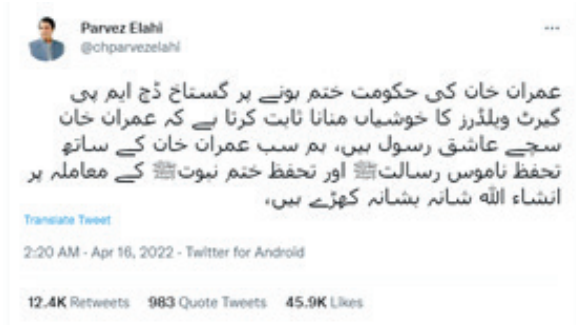 Parvez Elahi
@chparvezelahi
عمران خان کی حکومت ختم ہونے پر گستاخ ڈچ ایم پی
گیرٹ ویلڈرز کا خوشیاں منانا ثابت کرتا ہے کہ عمران خان
سچے عاشق رسول ہیں، ہم سب عمران خان کے ساتھ
تحفظ ناموس رسالتﷺ اور تحفظ ختم نبوتﷺ کے معاملہ پر
انشاء اللہ شانہ بشانہ کھڑے ہیں،
Translate Tweet
2:20 AM - Apr 16, 2022 - Twitter for Android
12.4K Retweets 983 Quote Tweets 45.9K Likes